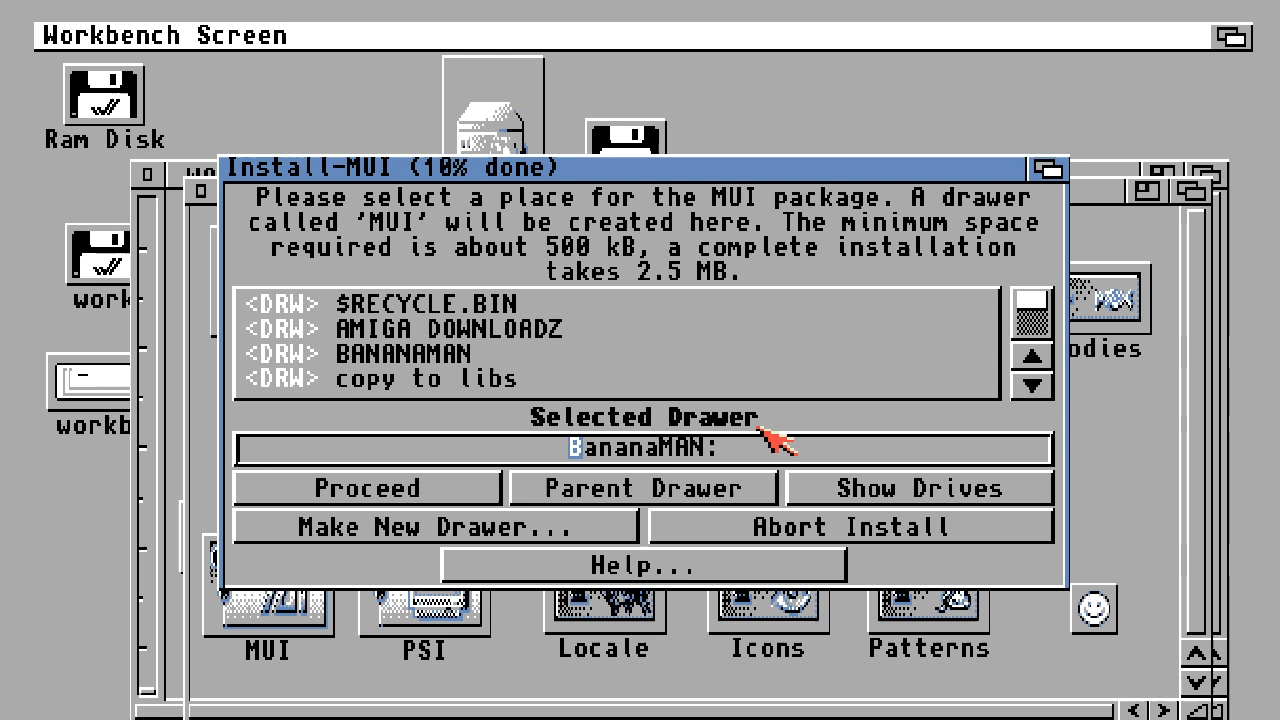 Workbench Screen
Ram Disk
Install-MUI (10% done)
Please select a place for the MUI package. A drawer
called 'MUI' will be created here. The minimum space
required is about 500 kB, a complete installation
takes 2.5 MB.
<DRW> $RECYCLE.BIN
<DRW> AMIGA DOWNLOADZ
<DRW> BANANAMAN
<DRW> copy to libs
work
odies
Selected Drawer
workb
BananaMAN:
Proceed
Parent Drawer
Show Drives
Make New Drawer...
Abort Install
Help...
MUI
PSI
Locale
Icons
Patterns